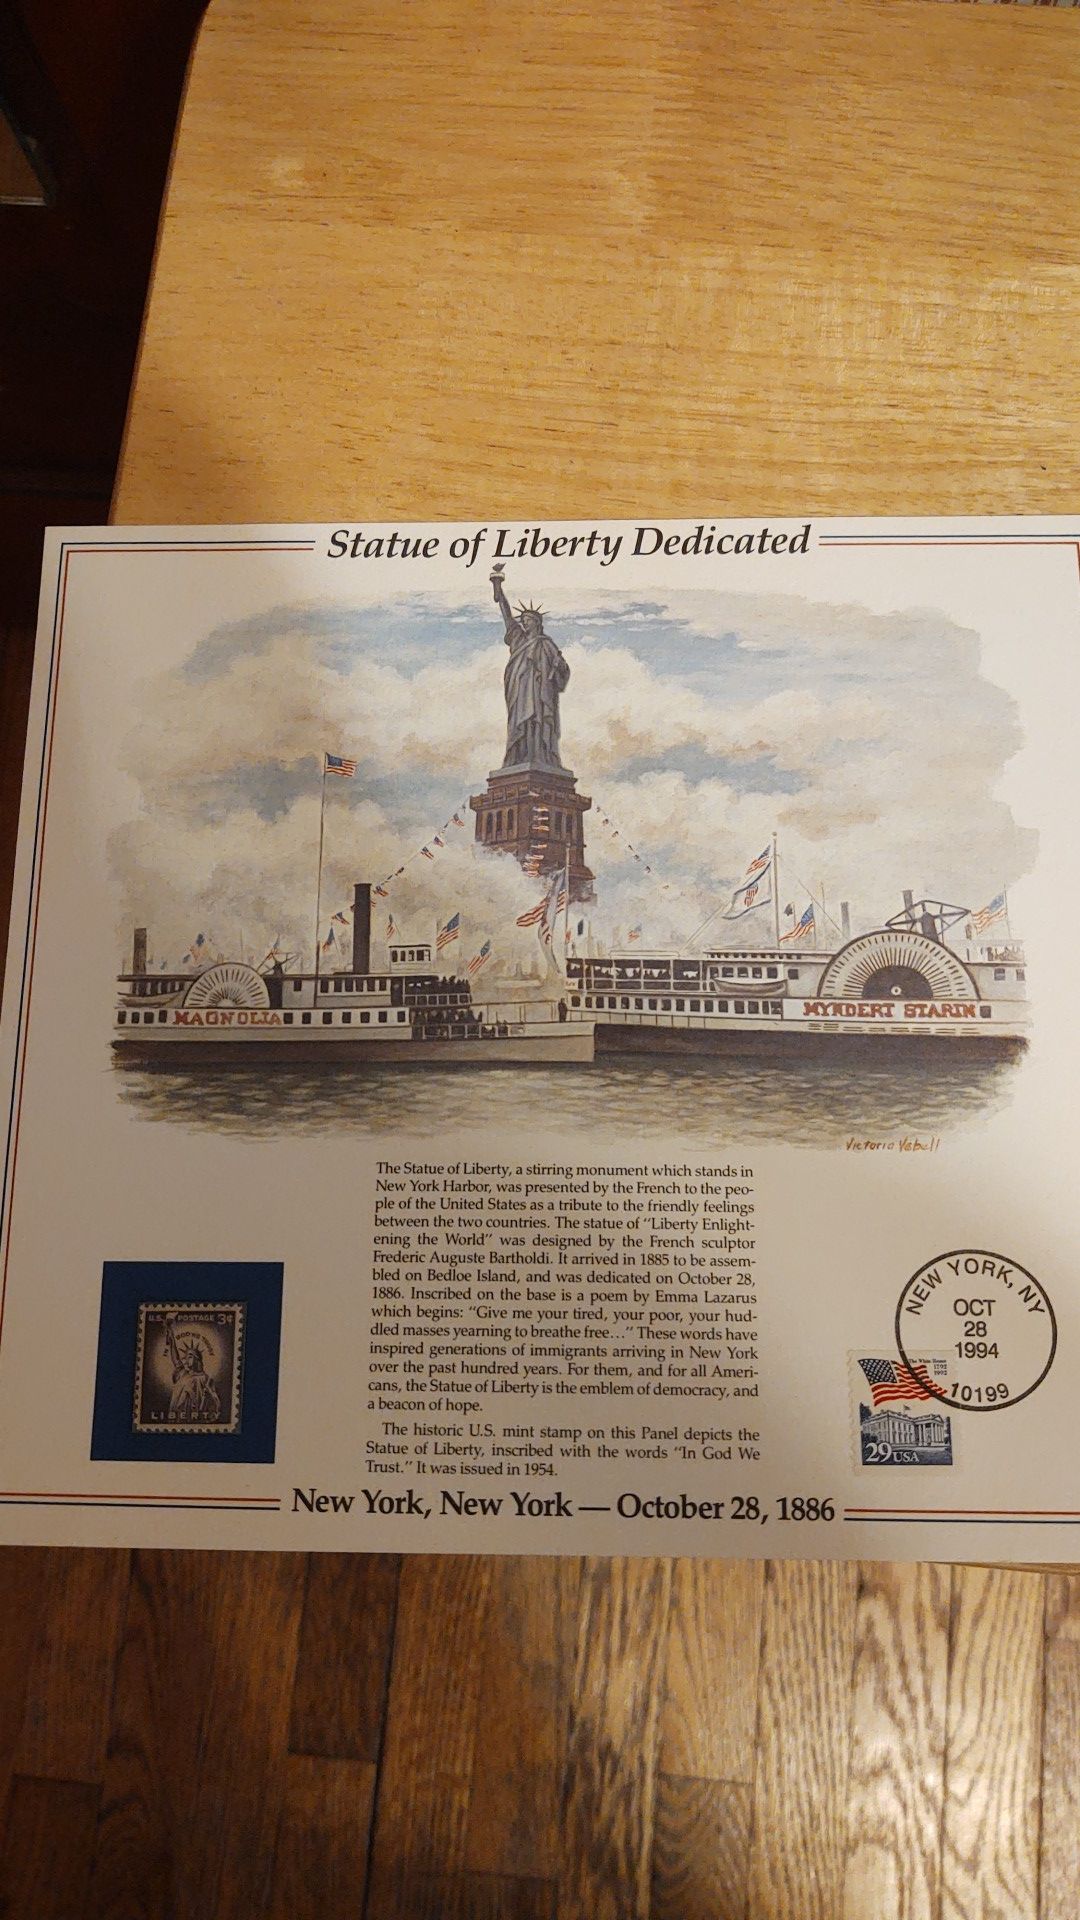 Statue of Liberty Dedicated
MAGNOLIA
MYNDERT STARIN
Victoria Vebell
The Statue of Liberty, a stirring monument which stands in
New York Harbor, was presented by the French to the peo-
ple of the United States as a tribute to the friendly feelings
between the two countries. The statue of "Liberty Enlight-
ening the World" was designed by the French sculptor
Frederic Auguste Bartholdi. It arrived in 1885 to be assem-
bled on Bedloe Island, and was dedicated on October 28,
1886. Inscribed on the base is a poem by Emma Lazarus
which begins: "Give me your tired, your poor, your hud-
dled masses yearning to breathe free..." These words have
inspired generations of immigrants arriving in New York
over the past hundred years. For them, and for all Ameri-
cans, the Statue of Liberty is the emblem of democracy, and
a beacon of hope.
The historic U.S. mint stamp on this Panel depicts the
Statue of Liberty, inscribed with the words "In God We
Trust." It was issued in 1954.
U.S. POSTAGE 3¢
IN GOD WE TRUST
LIBERTY
NEW YORK, NY
OCT
28
1994
10199
The White House
1792
1992
29 USA
New York, New York — October 28, 1886